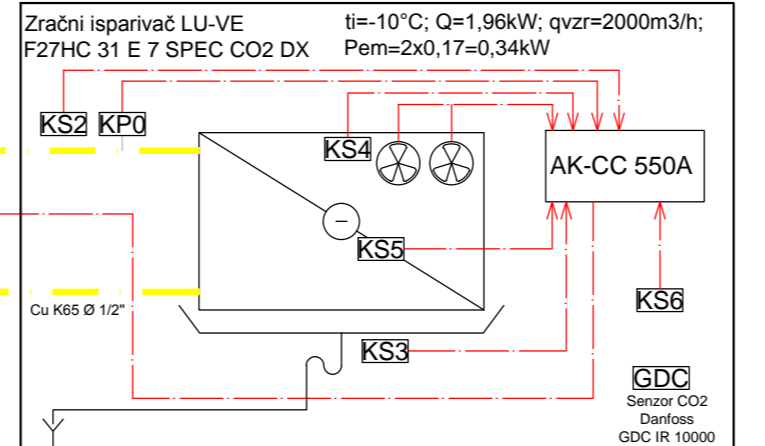 Zračni isparivač LU-VE
F27HC 31 E 7 SPEC CO2 DX
ti=-10°C; Q=1,96kW; qvzr=2000m3/h;
Pem=2x0,17=0,34kW
KS2
KP0
KS4
AK-CC 550A
KS5
KS6
Cu K65 Ø 1/2"
KS3
GDC
Senzor CO2
Danfoss
GDC IR 10000